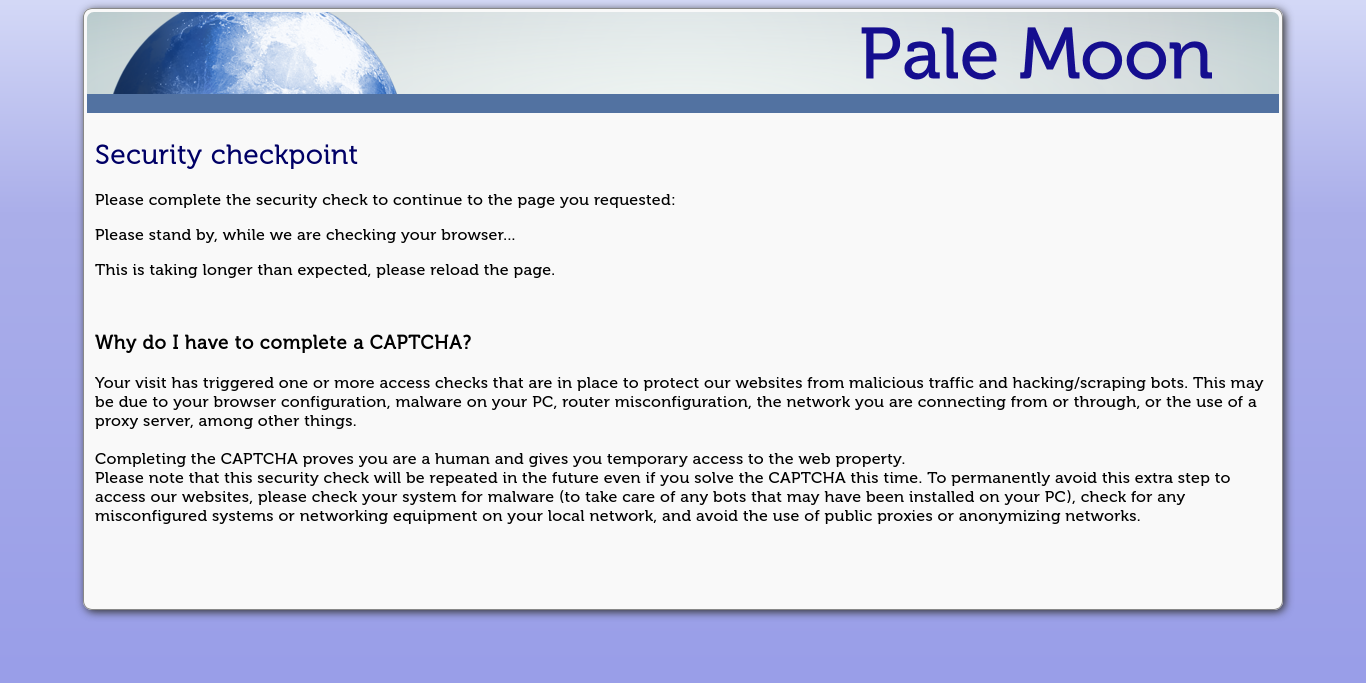 Pale Moon
Security checkpoint
Please complete the security check to continue to the page you requested:
Please stand by, while we are checking your browser...
This is taking longer than expected, please reload the page.
Why do I have to complete a CAPTCHA?
Your visit has triggered one or more access checks that are in place to protect our websites from malicious traffic and hacking/scraping bots. This may
be due to your browser configuration, malware on your PC, router misconfiguration, the network you are connecting from or through, or the use of a
proxy server, among other things.
Completing the CAPTCHA proves you are a human and gives you temporary access to the web property.
Please note that this security check will be repeated in the future even if you solve the CAPTCHA this time. To permanently avoid this extra step to
access our websites, please check your system for malware (to take care of any bots that may have been installed on your PC), check for any
misconfigured systems or networking equipment on your local network, and avoid the use of public proxies or anonymizing networks.